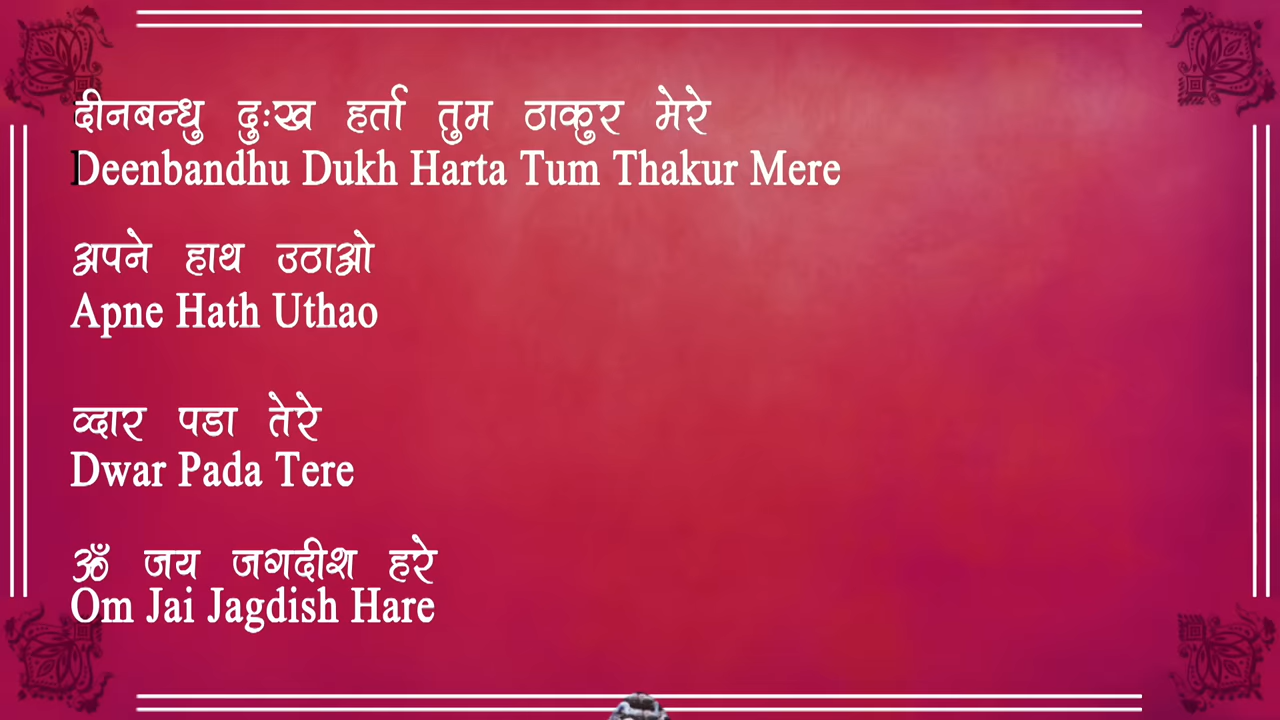 दीनबन्धु दुःख हर्ता तुम ठाकुर मेरे
Deenbandhu Dukh Harta Tum Thakur Mere
अपने हाथ उठाओ
Apne Hath Uthao
व्दार पडा तेरे
Dwar Pada Tere
ॐ जय जगदीश हरे
Om Jai Jagdish Hare